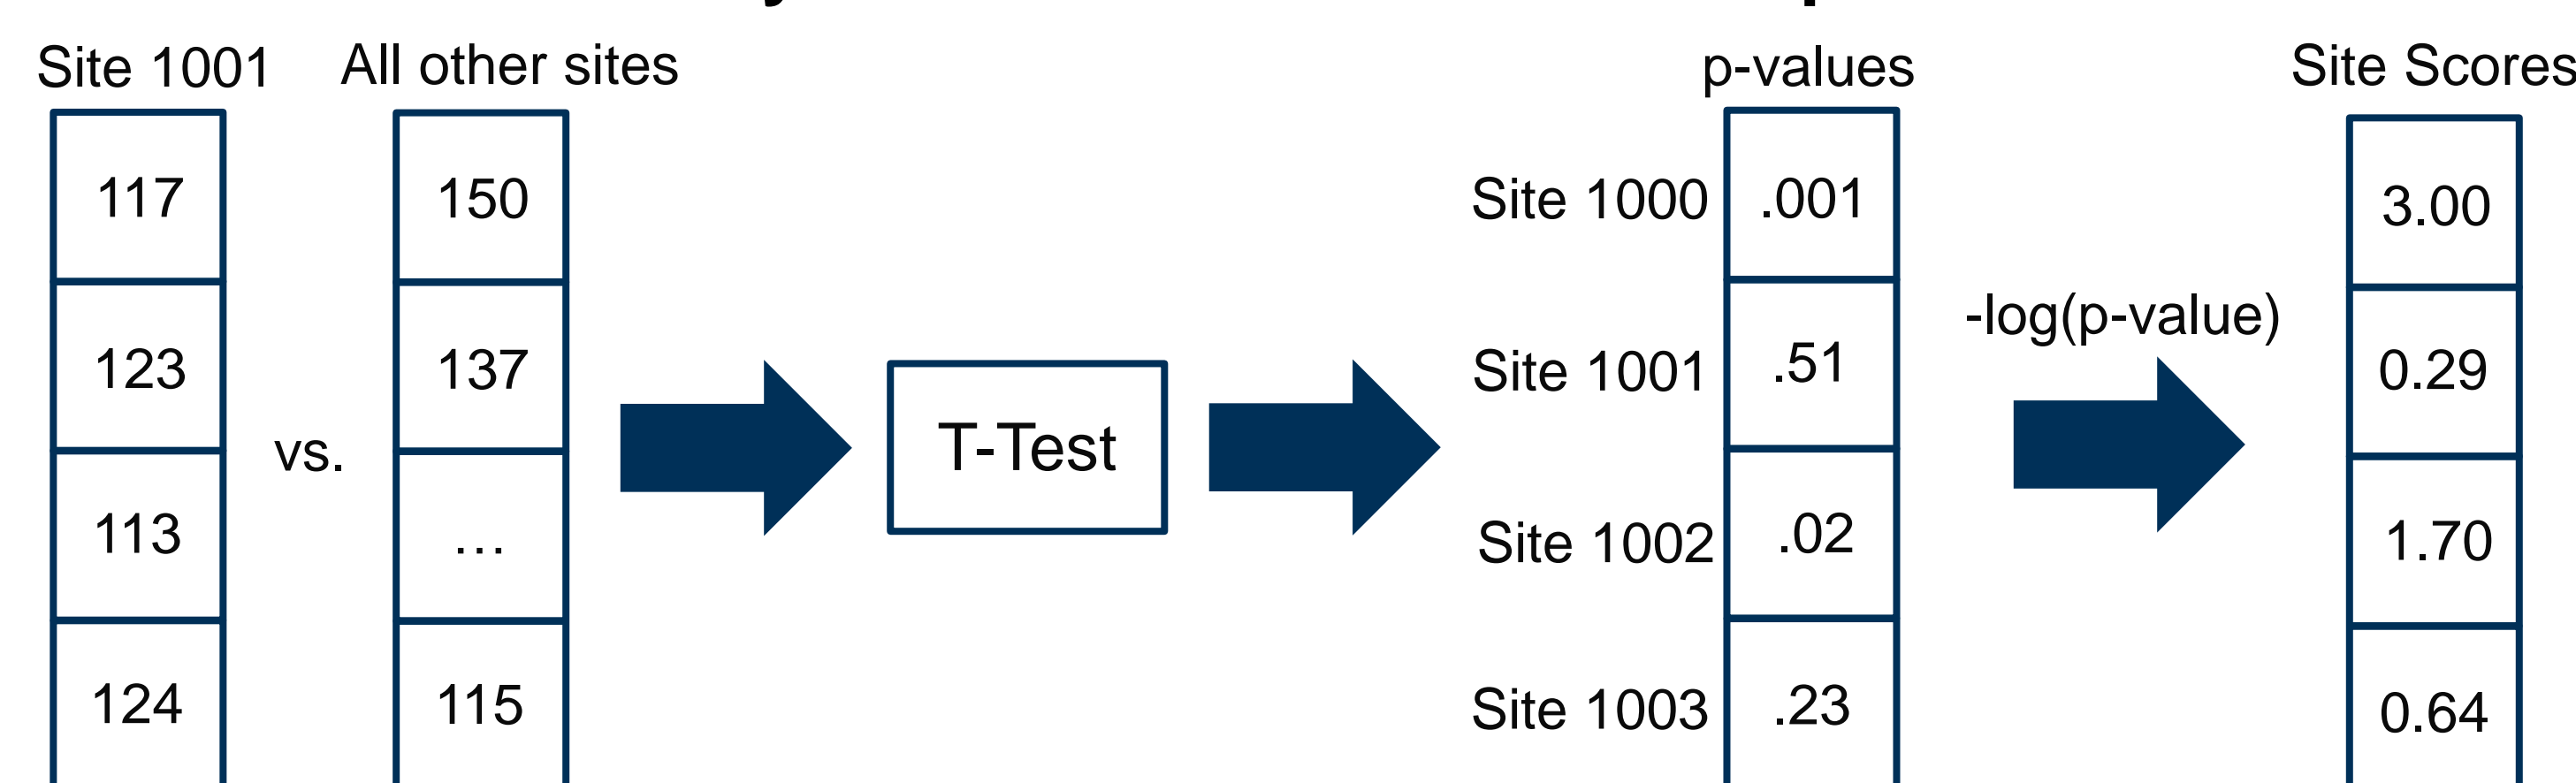 Site 1001
117
123
113
124
vs.
All other sites
150
137
...
115
T-Test
p-values
Site 1000 .001
Site 1001 .51
Site 1002 .02
Site 1003 .23
-log(p-value)
Site Scores
3.00
0.29
1.70
0.64